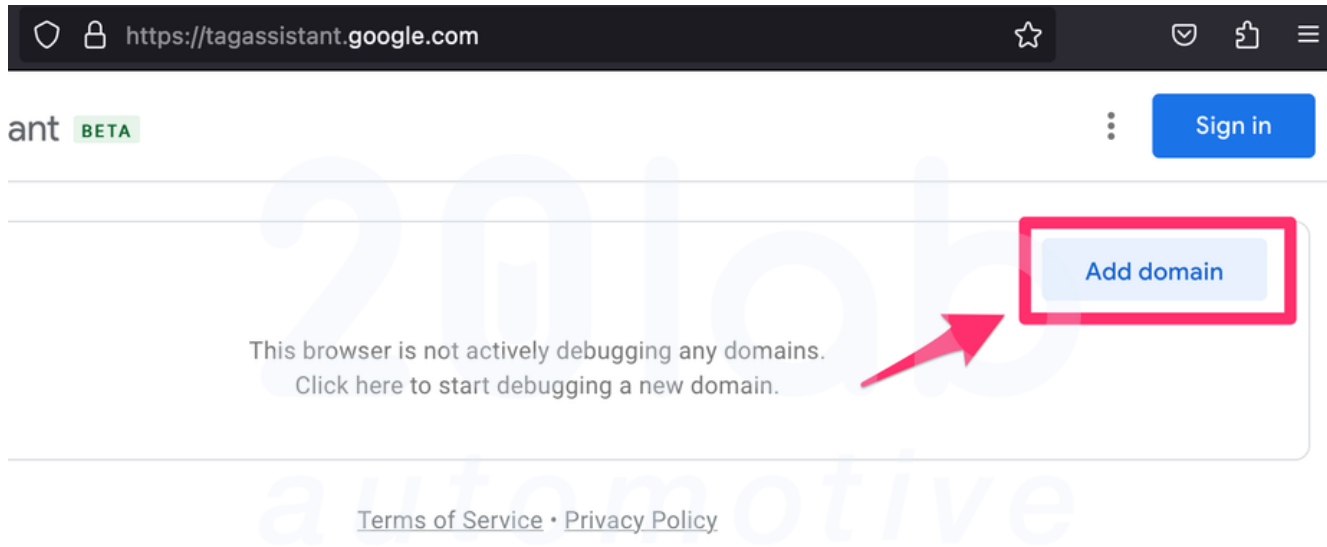 https://tagassistant.google.com
ant BETA
Sign in
Add domain
This browser is not actively debugging any domains.
Click here to start debugging a new domain.
20lab
automotive
Terms of Service • Privacy Policy